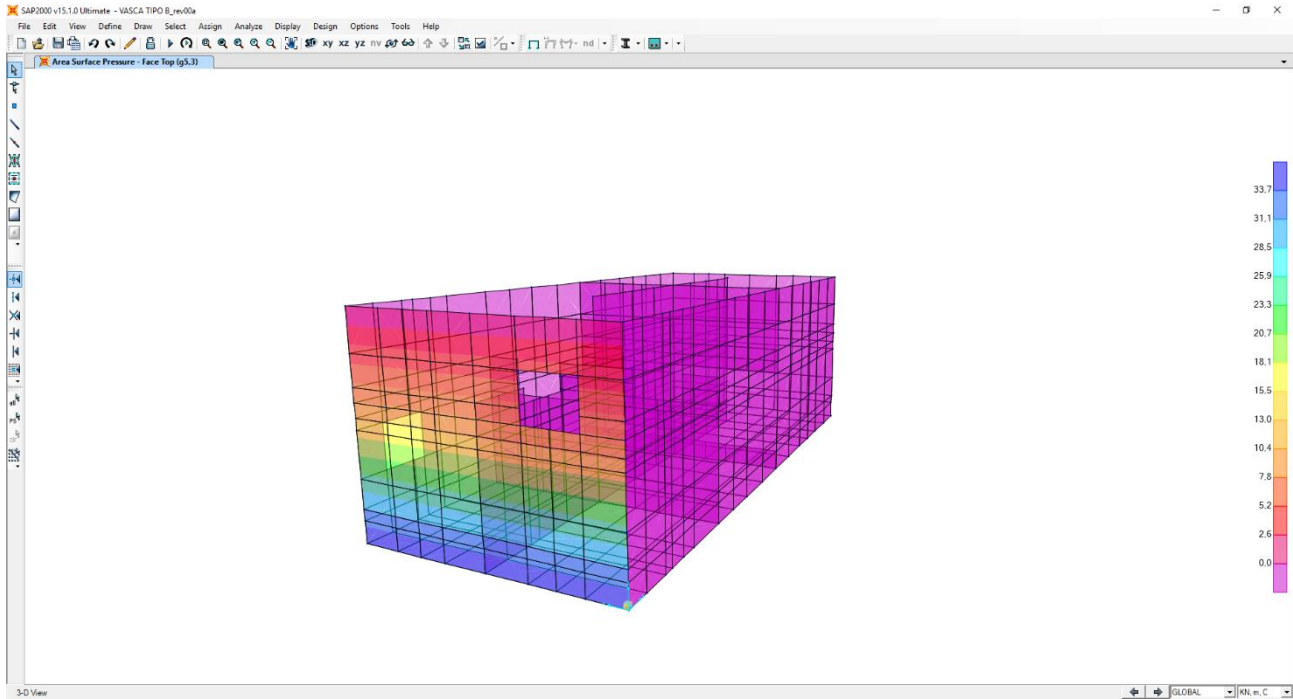 SAP2000 v15.1.0 Ultimate - VASCA TIPO B_rev00a
File Edit View Define Draw Select Assign Analyze Display Design Options Tools Help
xy xz yz nv nd
Area Surface Pressure - Face Top (g5.3)
33,7
31,1
28,5
25,9
23,3
20,7
18,1
15,5
13,0
10,4
7,8
5,2
2,6
0,0
3-D View
GLOBAL
KN, m, C